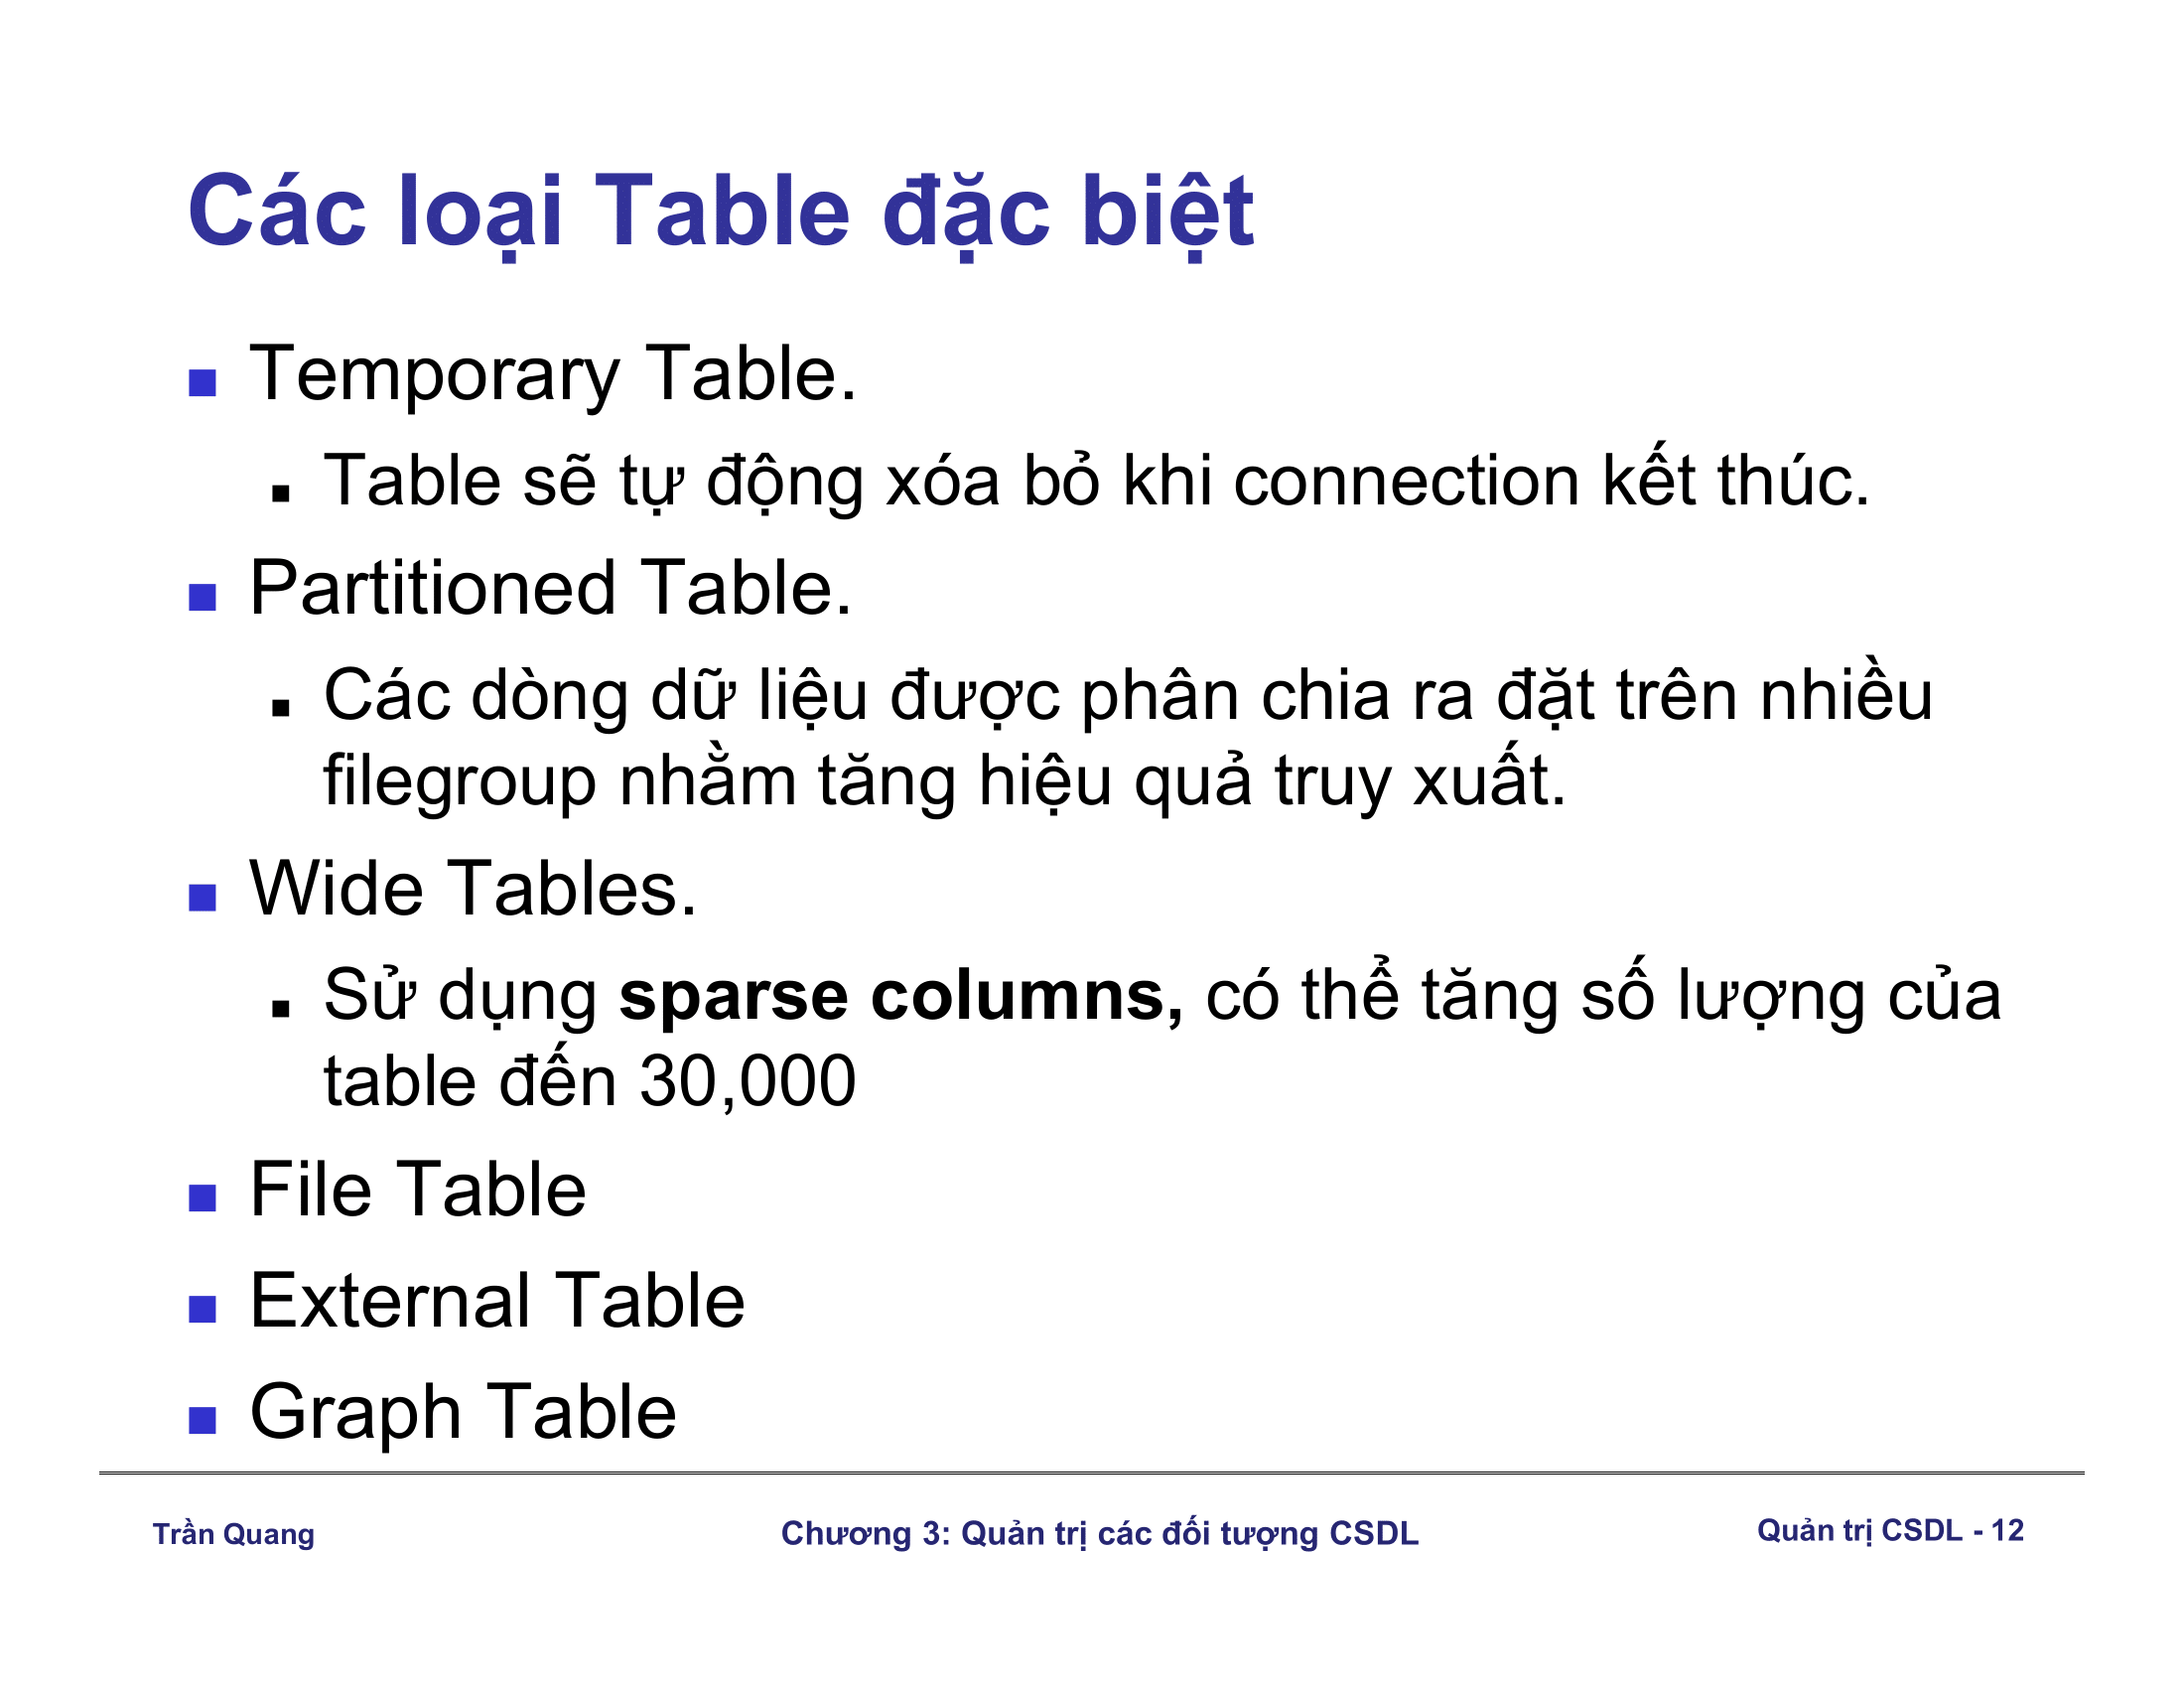 Các loại Table đặc biệt
Temporary Table.
Table sẽ tự động xóa bỏ khi connection kết thúc.
Partitioned Table.
Các dòng dữ liệu được phân chia ra đặt trên nhiều
filegroup nhằm tăng hiệu quả truy xuất.
Wide Tables.
Sử dụng sparse columns, có thể tăng số lượng của
table đến 30,000
File Table
External Table
Graph Table
Trần Quang
Chương 3: Quản trị các đối tượng CSDL
Quản trị CSDL - 12